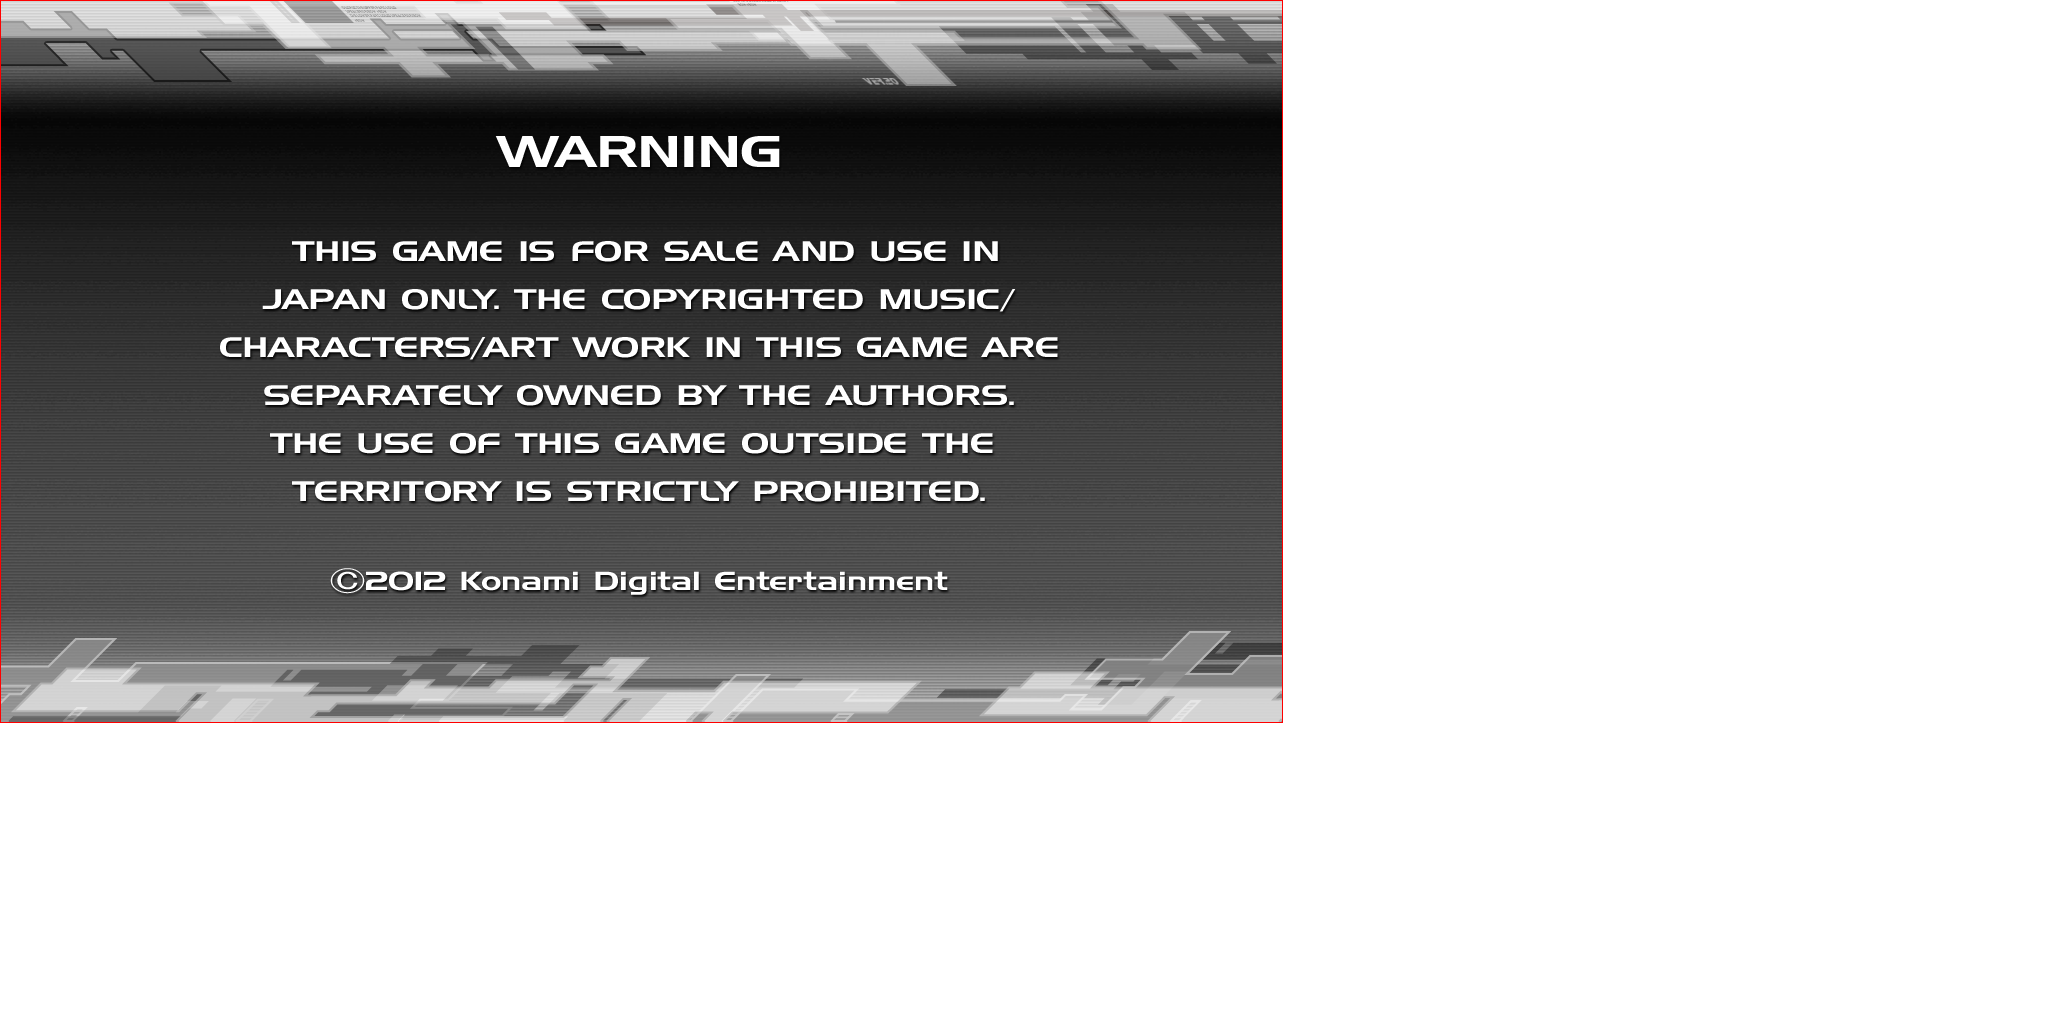 WARNING
THIS GAME IS FOR SALE AND USE IN
JAPAN ONLY. THE COPYRIGHTED MUSIC/
CHARACTERS/ART WORK IN THIS GAME ARE
SEPARATELY OWNED BY THE AUTHORS.
THE USE OF THIS GAME OUTSIDE THE
TERRITORY IS STRICTLY PROHIBITED.
©2012 Konami Digital Entertainment